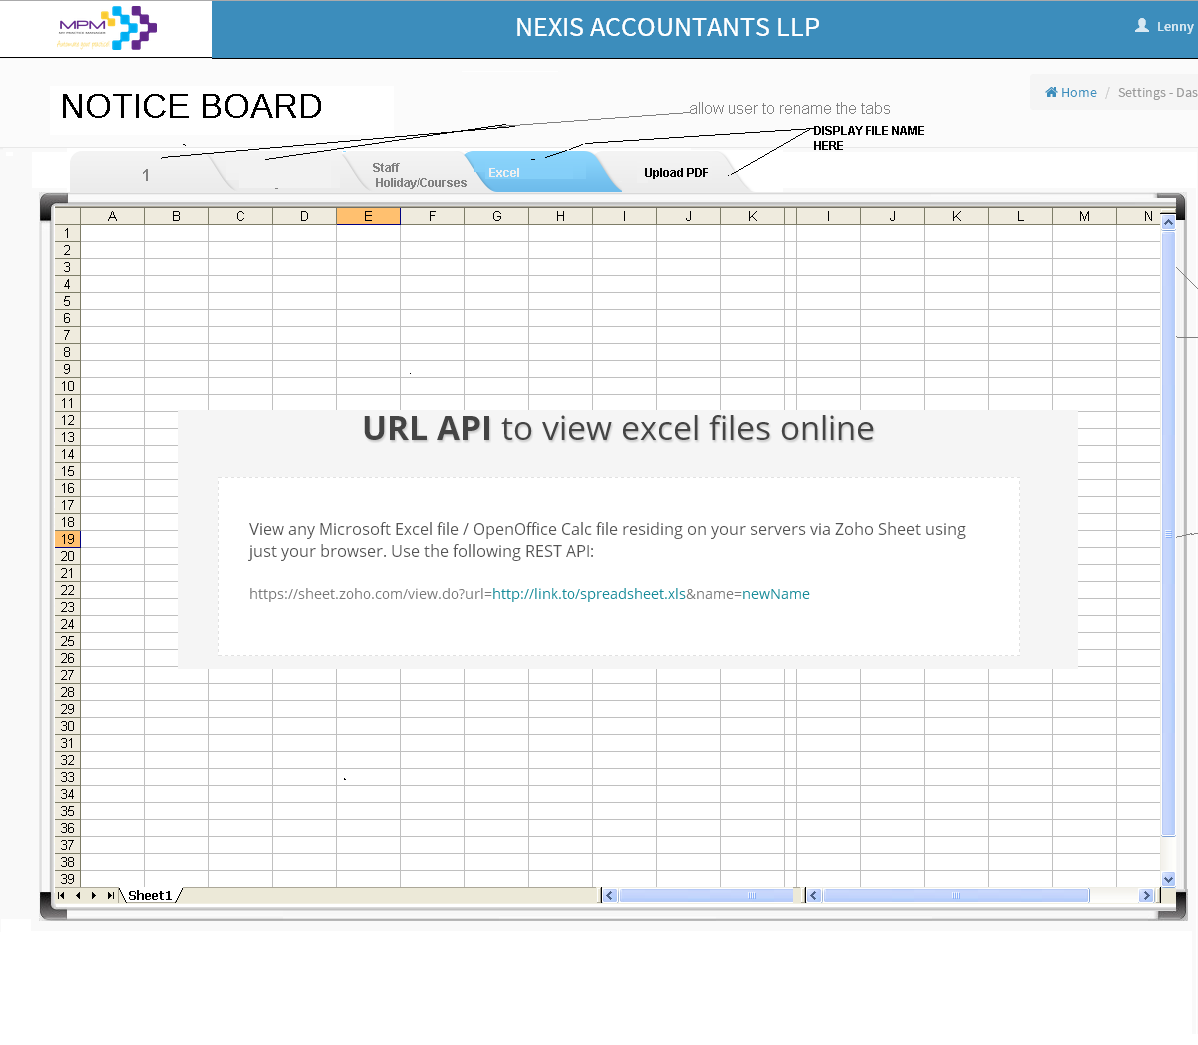 MPM
NEXIS ACCOUNTANTS LLP
Lenny
NOTICE BOARD
Home / Settings - Das
allow user to rename the tabs
DISPLAY FILE NAME
HERE
1
Staff
Holiday/Courses
Excel
Upload PDF
A B C D E F G H I J K I J K L M N
1
2
3
4
5
6
7
8
9
10
11
12
13
14
15
16
17
18
19
20
21
22
23
24
25
26
27
28
29
30
31
32
33
34
35
36
37
38
39
URL API to view excel files online
View any Microsoft Excel file / OpenOffice Calc file residing on your servers via Zoho Sheet using
just your browser. Use the following REST API:
https://sheet.zoho.com/view.do?url=http://link.to/spreadsheet.xls&name=newName
Sheet1